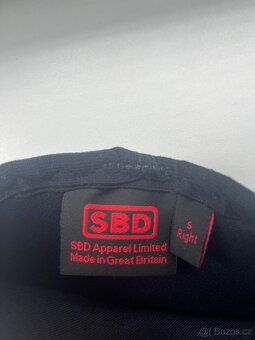 SBD
SBD Apparel Limited
Made in Great Britain
S
Right
Bazos.cz